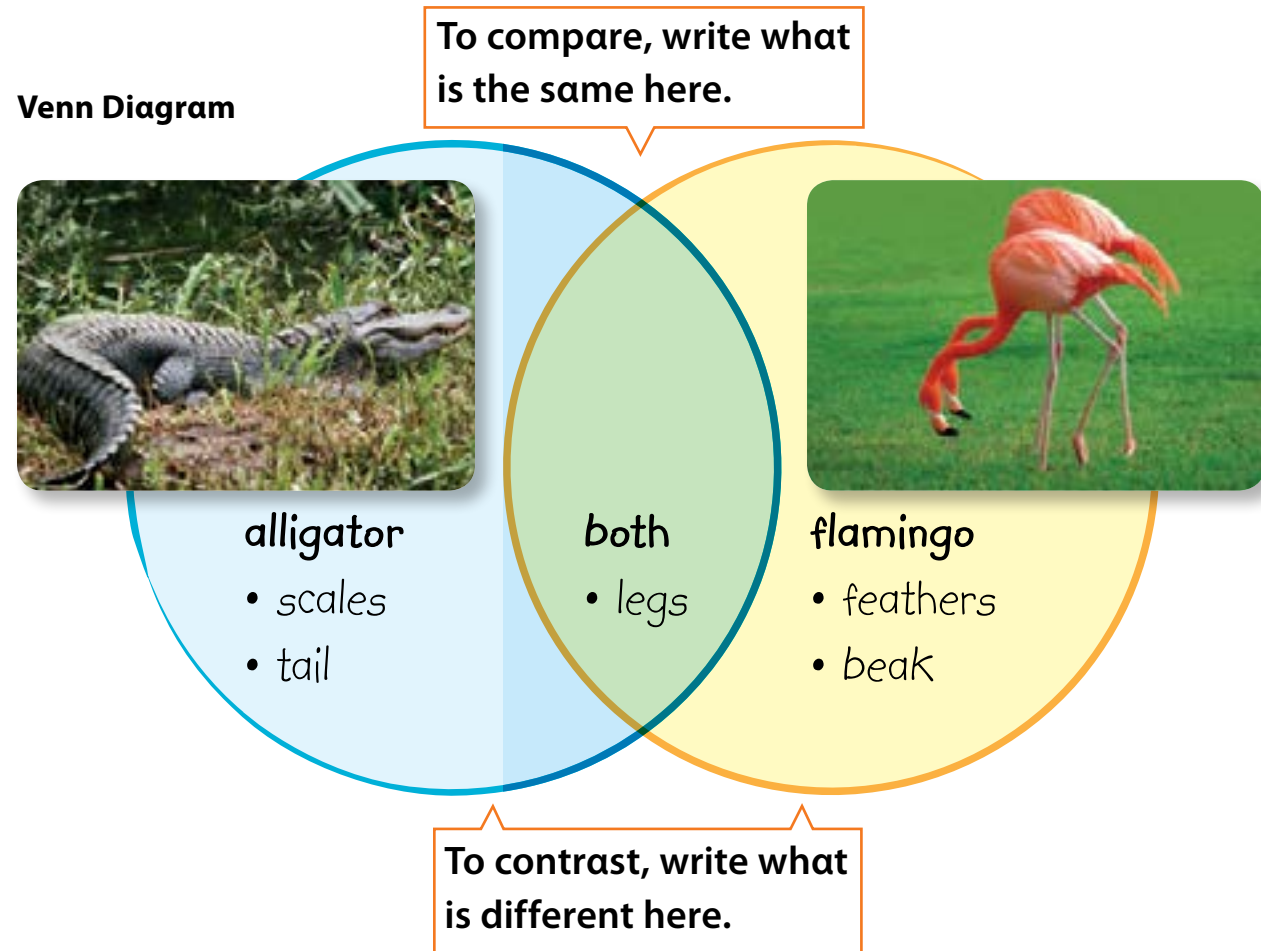 To compare, write what
is the same here.
Venn Diagram
alligator
• scales
• tail
both
• legs
flamingo
• feathers
• beak
To contrast, write what
is different here.